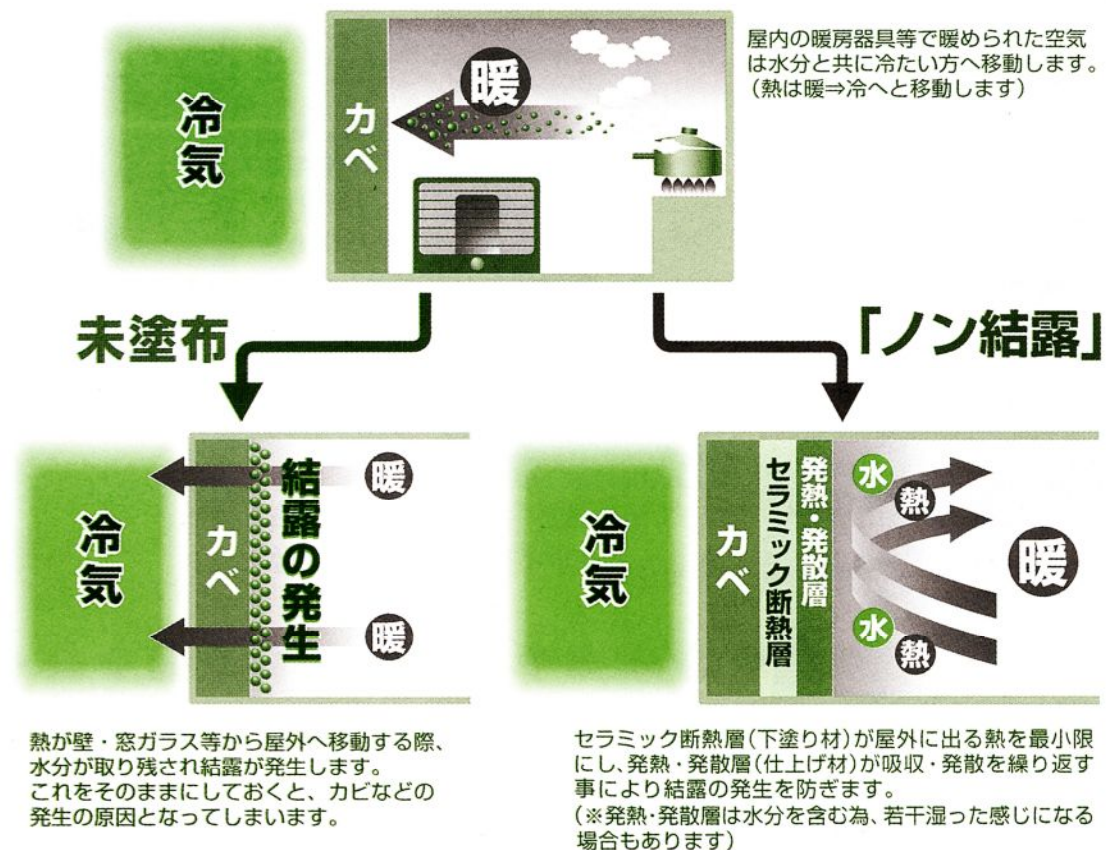 冷気
カベ
暖
屋内の暖房器具等で暖められた空気
は水分と共に冷たい方へ移動します。
(熱は暖⇒冷へと移動します)
未塗布
「ノン結露」
冷気
カベ
結露の発生
暖
暖
冷気
カベ
セラミック断熱層
発熱・発散層
水
熱
水
熱
暖
熱が壁・窓ガラス等から屋外へ移動する際、
水分が取り残され結露が発生します。
これをそのままにしておくと、カビなどの
発生の原因となってしまいます。
セラミック断熱層(下塗り材)が屋外に出る熱を最小限
にし、発熱・発散層(仕上げ材)が吸収・発散を繰り返す
事により結露の発生を防ぎます。
(※発熱・発散層は水分を含む為、若干湿った感じになる
場合もあります)